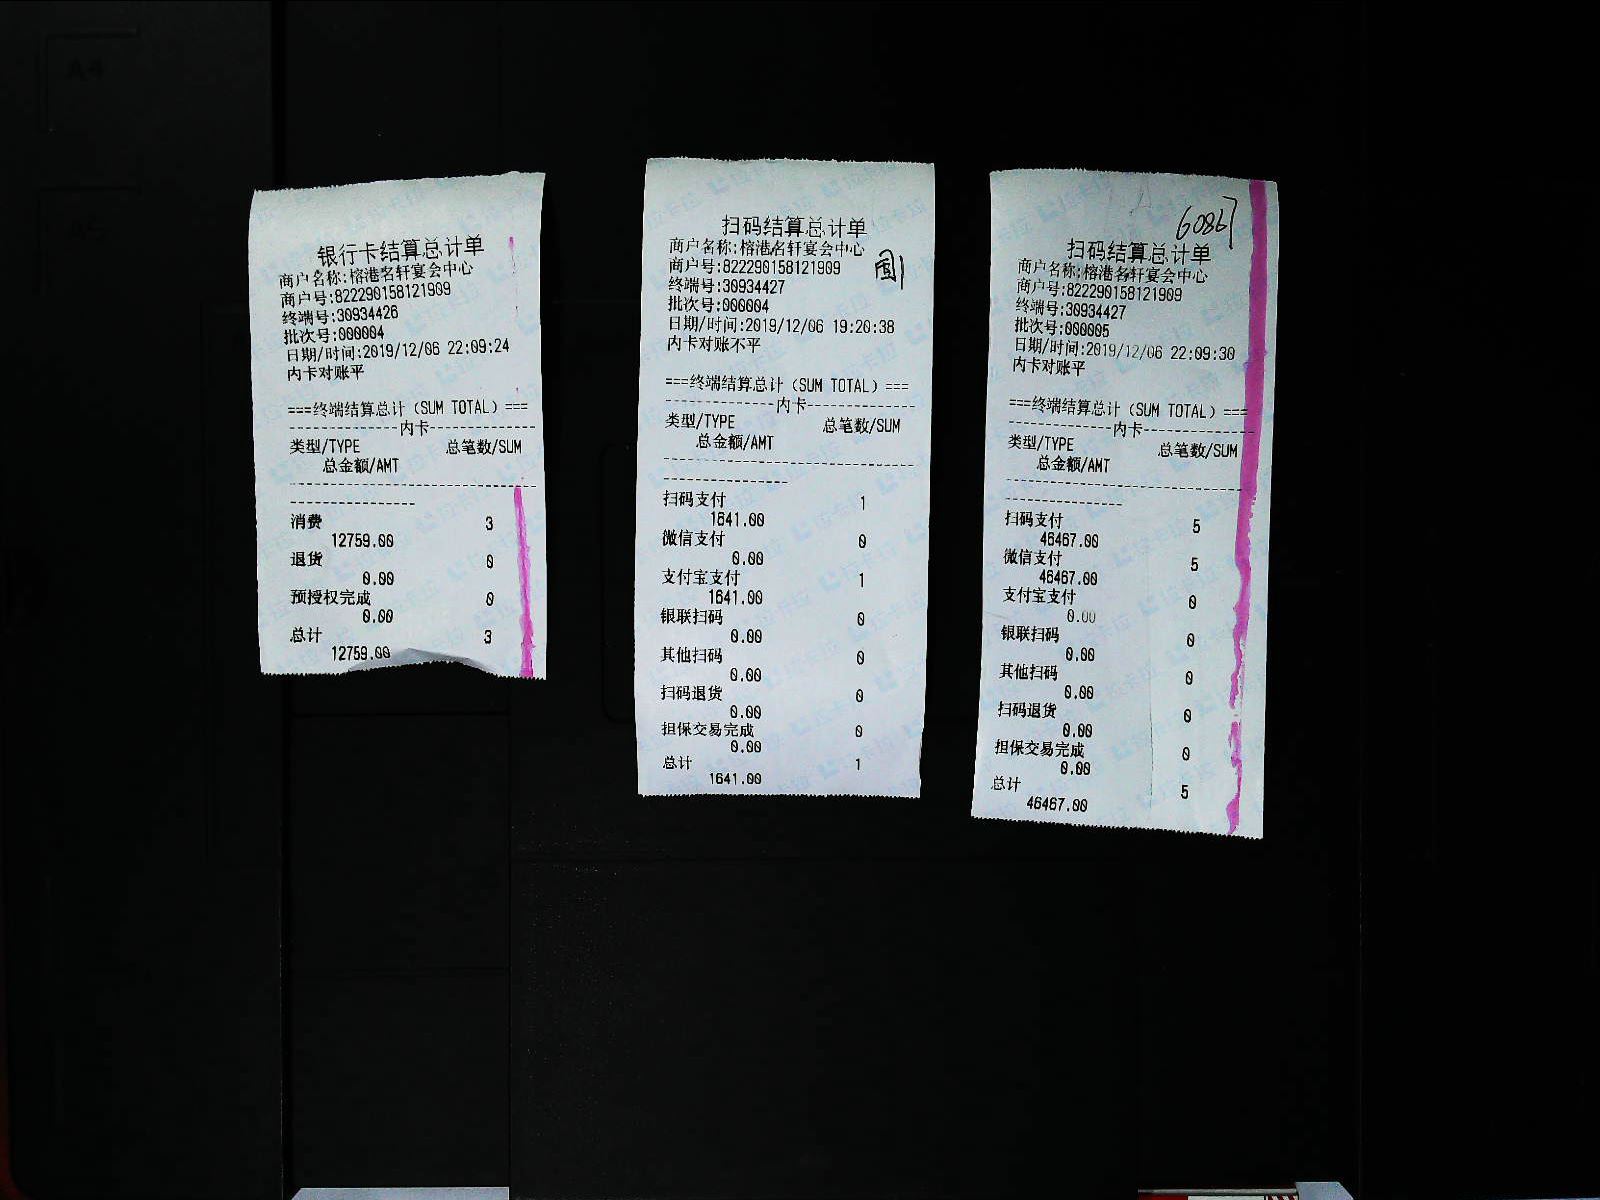 银行卡结算总计单
商户名称:榕港名轩宴会中心
商户号:822290158121909
终端号:30934426
批次号:000004
日期/时间:2019/12/06 22:09:24
内卡对账平
===终端结算总计（SUM TOTAL）===
内卡
类型/TYPE 总笔数/SUM
总金额/AMT
消费 3
12759.00
退货 0
0.00
预授权完成 0
0.00
总计 3
12759.00
扫码结算总计单
商户名称:榕港名轩宴会中心
商户号:822290158121909
终端号:30934427
批次号:000004
日期/时间:2019/12/06 19:20:38
内卡对账不平
===终端结算总计（SUM TOTAL）===
内卡
类型/TYPE 总笔数/SUM
总金额/AMT
扫码支付 1
1641.00
微信支付 0
0.00
支付宝支付 1
1641.00
银联扫码 0
0.00
其他扫码 0
0.00
扫码退货 0
0.00
担保交易完成 0
0.00
总计 1
1641.00
60867
扫码结算总计单
商户名称:榕港名轩宴会中心
商户号:822290158121909
终端号:30934427
批次号:000005
日期/时间:2019/12/06 22:09:30
内卡对账平
===终端结算总计（SUM TOTAL）===
内卡
类型/TYPE 总笔数/SUM
总金额/AMT
扫码支付 5
46467.00
微信支付 5
46467.00
支付宝支付 0
0.00
银联扫码 0
0.00
其他扫码 0
0.00
扫码退货 0
0.00
担保交易完成 0
0.00
总计 5
46467.00
A4
A5